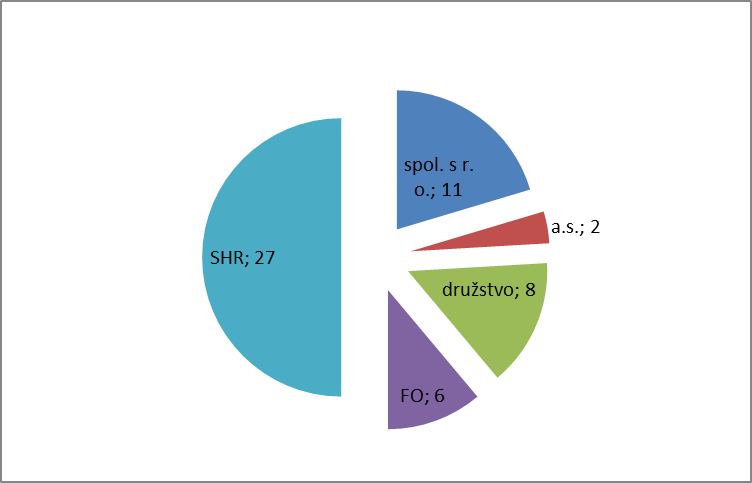 spol. s r.
o.; 11
a.s.; 2
SHR; 27
družstvo; 8
FO; 6